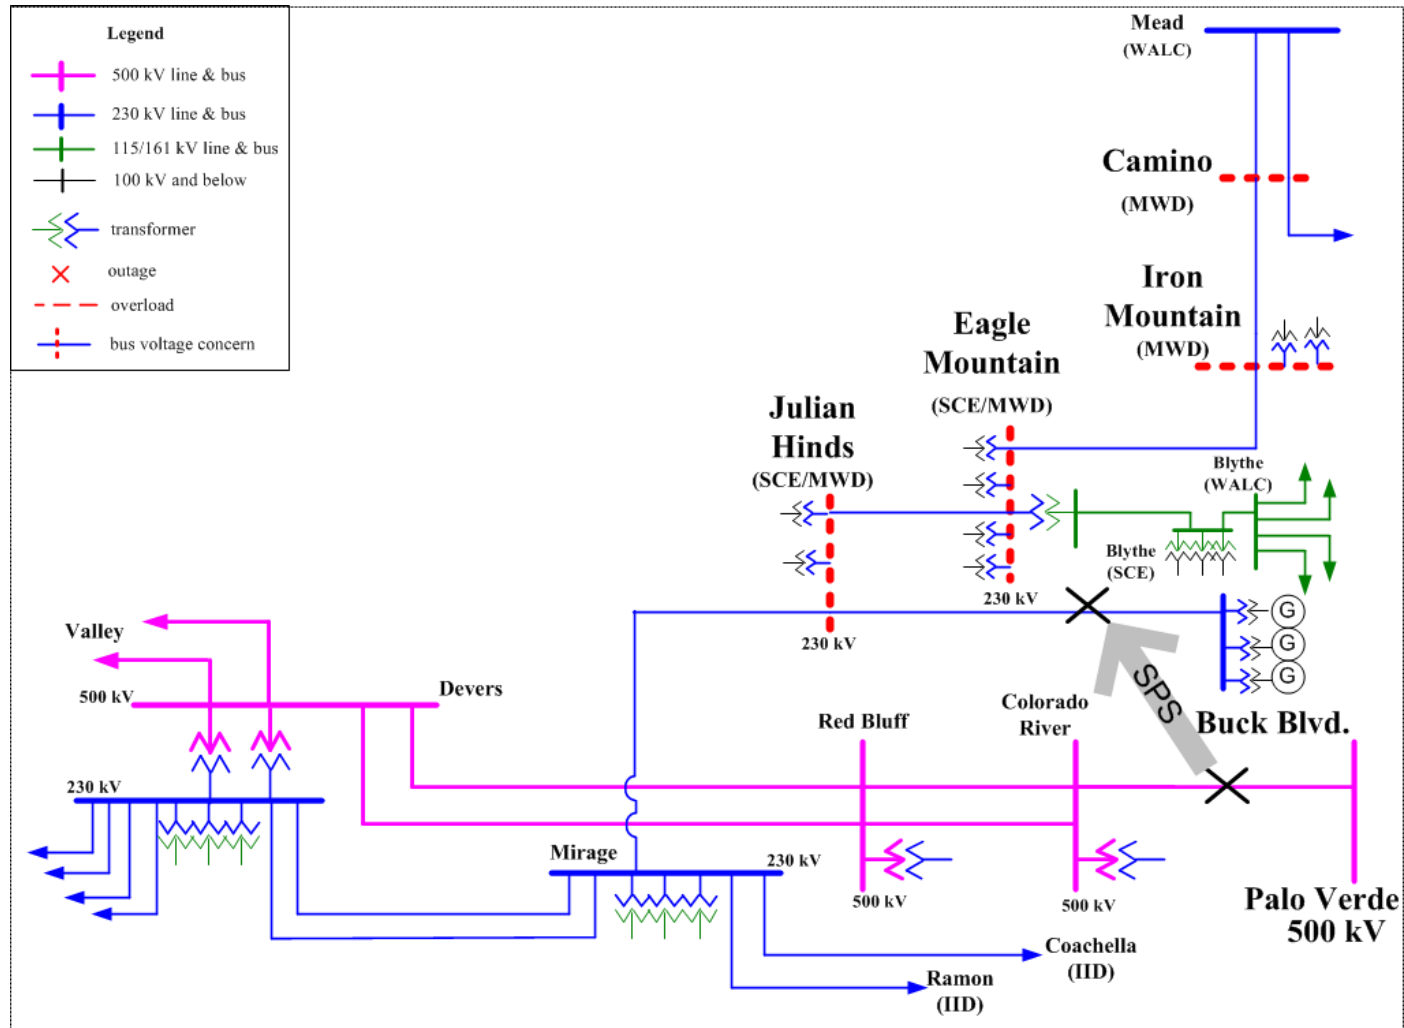 Legend
500 kV line & bus
230 kV line & bus
115/161 kV line & bus
100 kV and below
transformer
outage
overload
bus voltage concern
Mead
(WALC)
Camino
(MWD)
Iron
Mountain
(MWD)
Eagle
Mountain
(SCE/MWD)
Julian
Hinds
(SCE/MWD)
Blythe
(WALC)
Blythe
(SCE)
230 kV
230 kV
G
G
G
SPS
Buck Blvd.
Valley
500 kV
Devers
Red Bluff
Colorado
River
230 kV
Mirage
230 kV
500 kV
500 kV
Palo Verde
500 kV
Coachella
(IID)
Ramon
(IID)